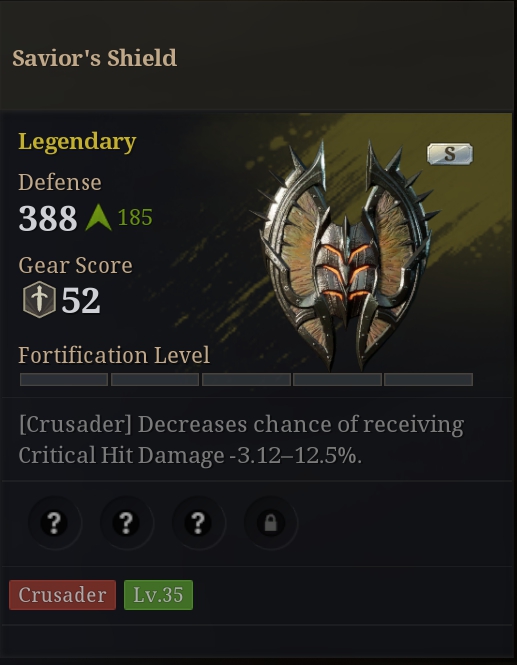 Savior's Shield
Legendary
S
Defense
388 185
Gear Score
52
Fortification Level
[Crusader] Decreases chance of receiving
Critical Hit Damage -3.12–12.5%.
? ? ?
Crusader Lv.35